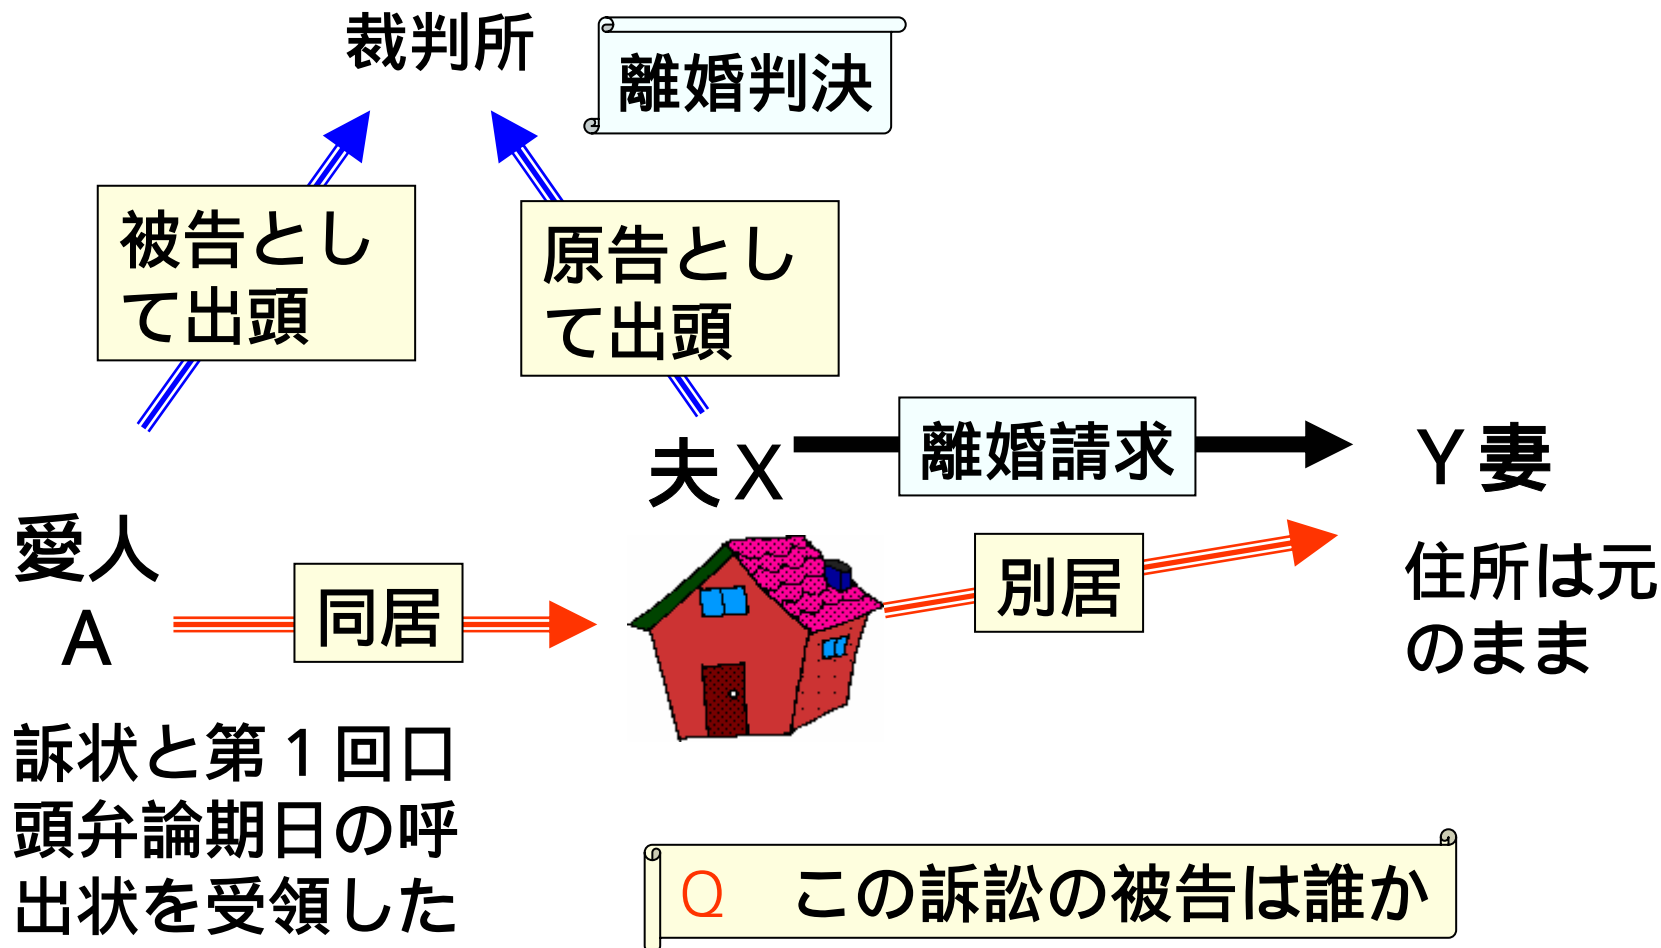 裁判所
離婚判決
被告とし
て出頭
原告とし
て出頭
夫X
離婚請求
Y妻
愛人
A
同居
別居
住所は元
のまま
訴状と第1回口
頭弁論期日の呼
出状を受領した
Q この訴訟の被告は誰か